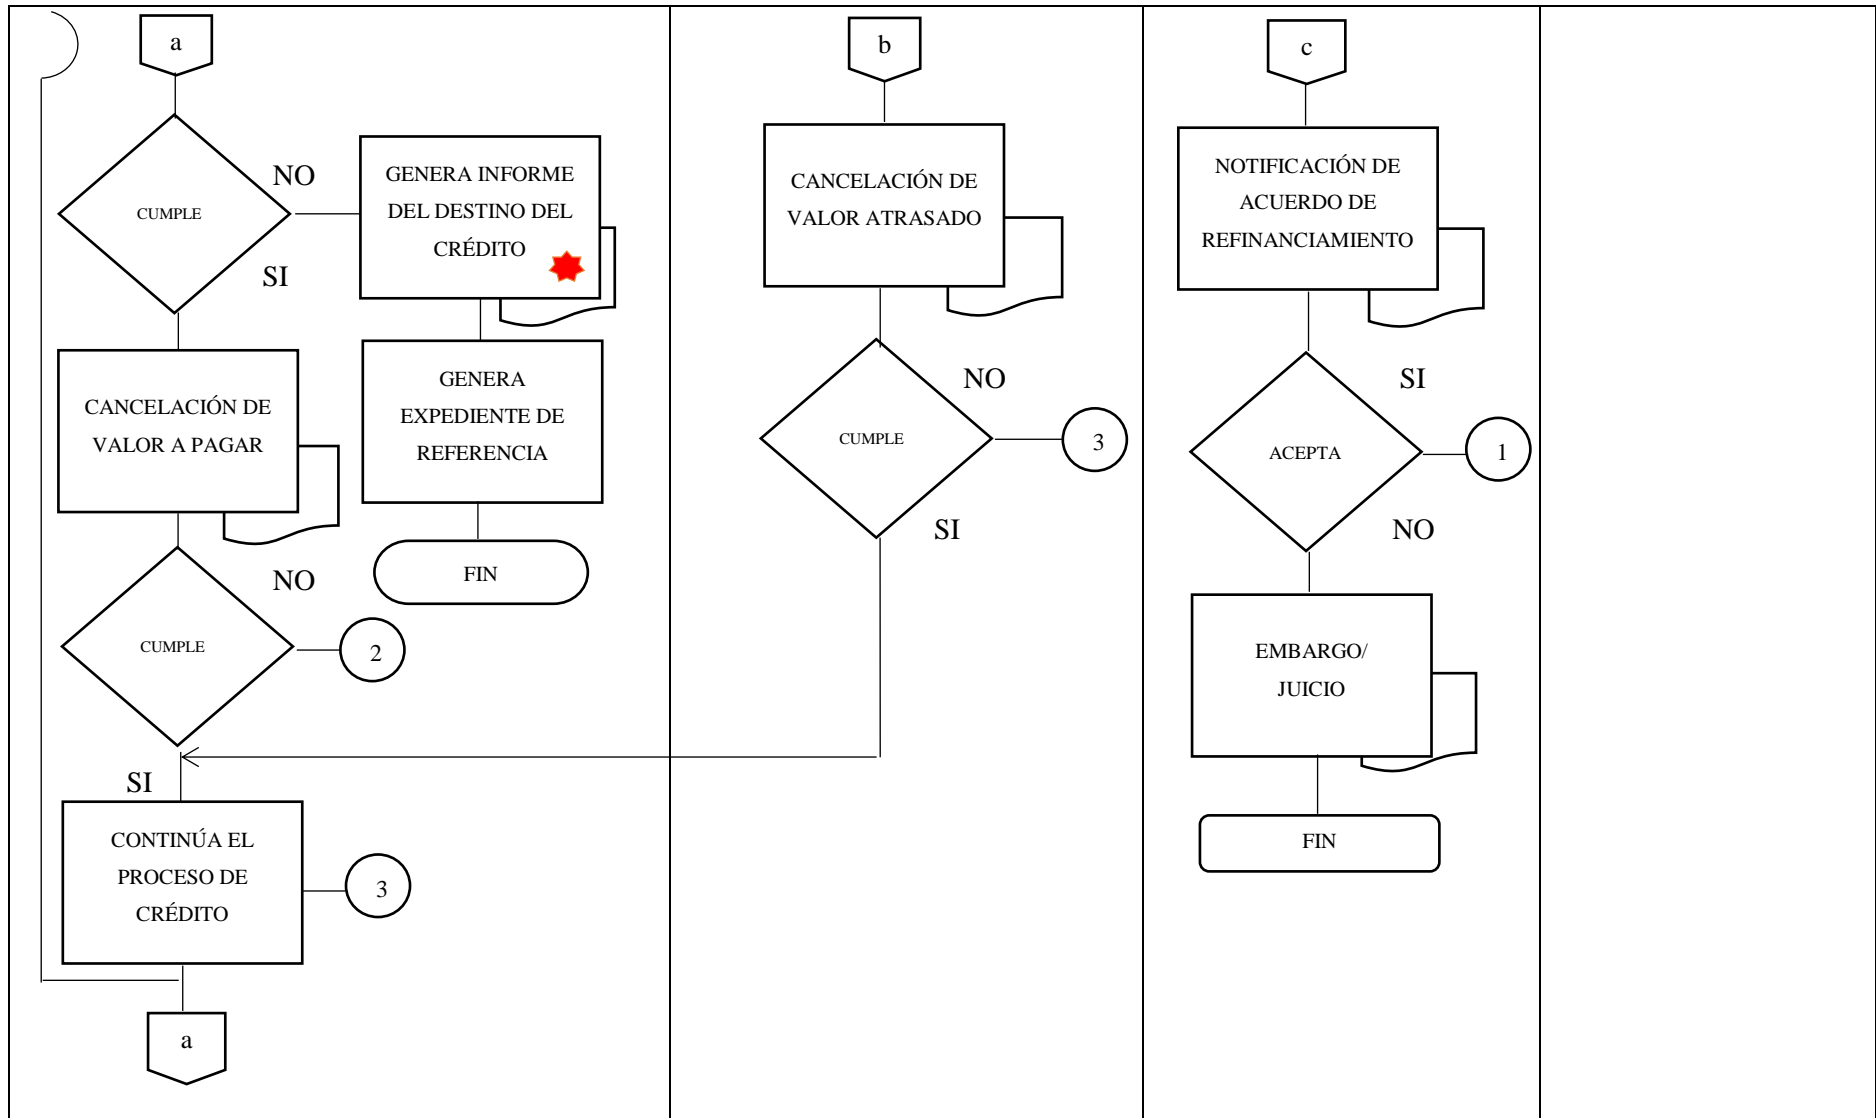 a
CUMPLE
NO
SI
GENERA INFORME
DEL DESTINO DEL
CRÉDITO
CANCELACIÓN DE
VALOR A PAGAR
GENERA
EXPEDIENTE DE
REFERENCIA
FIN
CUMPLE
NO
2
SI
CONTINÚA EL
PROCESO DE
CRÉDITO
3
a
b
CANCELACIÓN DE
VALOR ATRASADO
CUMPLE
NO
3
SI
c
NOTIFICACIÓN DE
ACUERDO DE
REFINANCIAMIENTO
ACEPTA
SI
1
NO
EMBARGO/
JUICIO
FIN